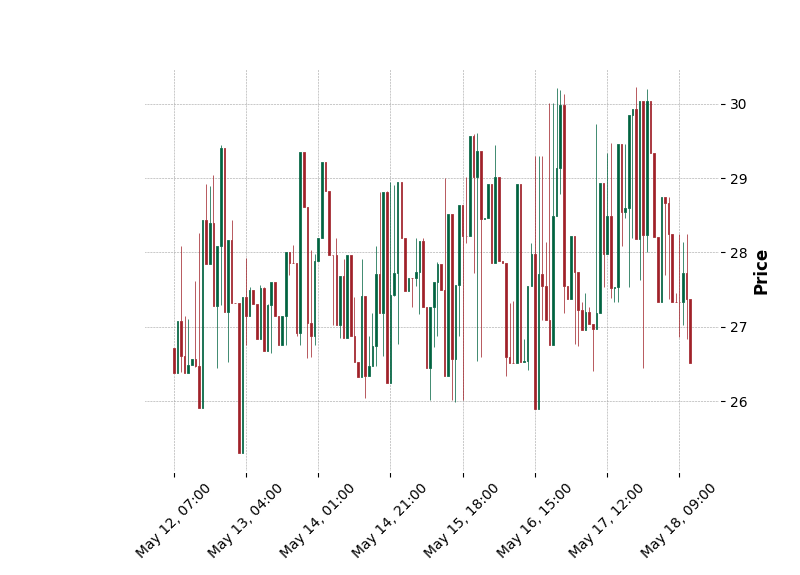 30
29
28
27
26
Price
May 12, 07:00
May 13, 04:00
May 14, 01:00
May 14, 21:00
May 15, 18:00
May 16, 15:00
May 17, 12:00
May 18, 09:00